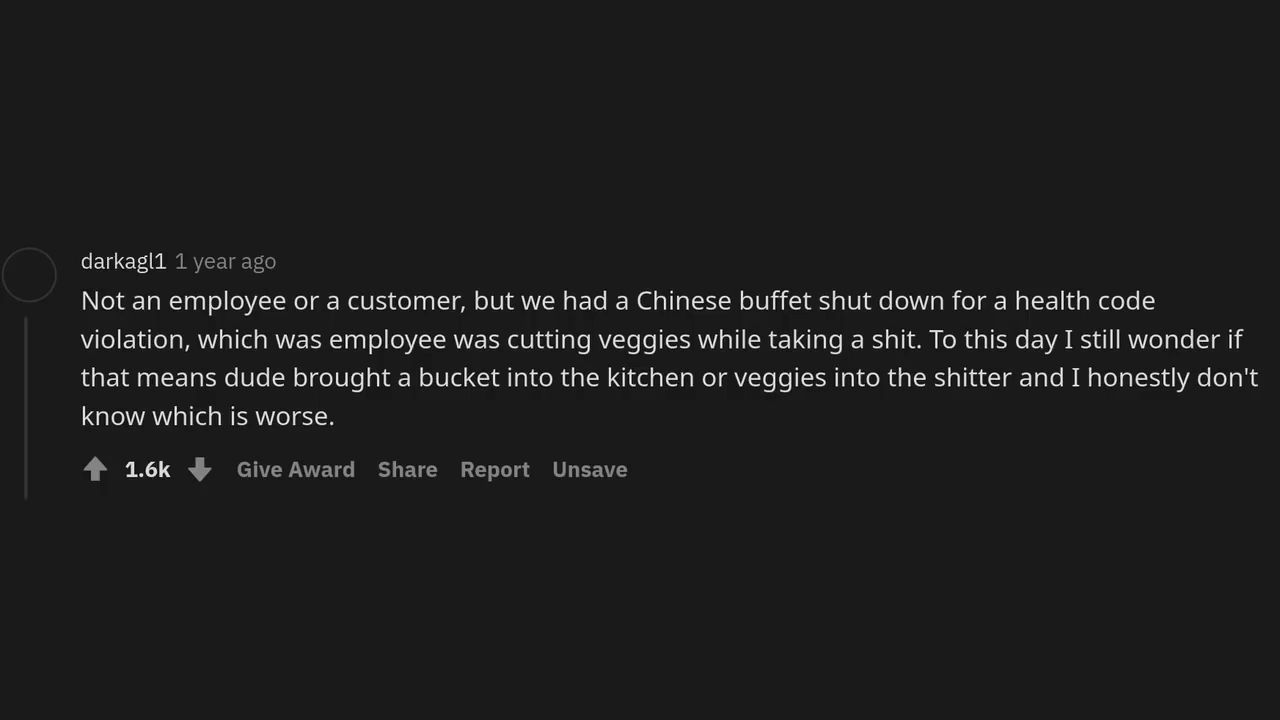 darkagl1 1 year ago
Not an employee or a customer, but we had a Chinese buffet shut down for a health code
violation, which was employee was cutting veggies while taking a shit. To this day I still wonder if
that means dude brought a bucket into the kitchen or veggies into the shitter and I honestly don't
know which is worse.
1.6k Give Award Share Report Unsave